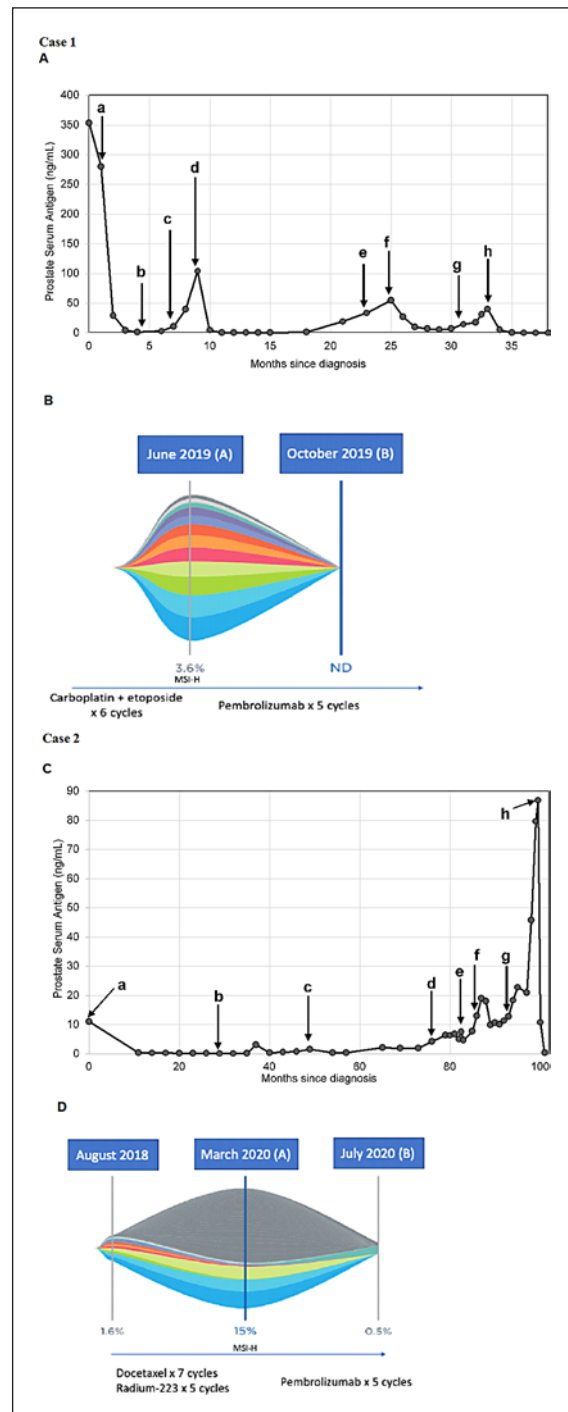 Case 1
A
Prostate Serum Antigen (ng/mL)
400
350
300
250
200
150
100
50
0
a
b
c
d
e
f
g
h
0 5 10 15 20 25 30 35
Months since diagnosis
B
June 2019 (A) October 2019 (B)
3.6% ND
MSI-H
Carboplatin + etoposide
x 6 cycles
Pembrolizumab x 5 cycles
Case 2
C
Prostate Serum Antigen (ng/mL)
90
80
70
60
50
40
30
20
10
0
a
b
c
d
e
f
g
h
0 20 40 60 80 100
Months since diagnosis
D
August 2018 March 2020 (A) July 2020 (B)
1.6% 15% 0.5%
MSI-H
Docetaxel x 7 cycles
Radium-223 x 5 cycles
Pembrolizumab x 5 cycles